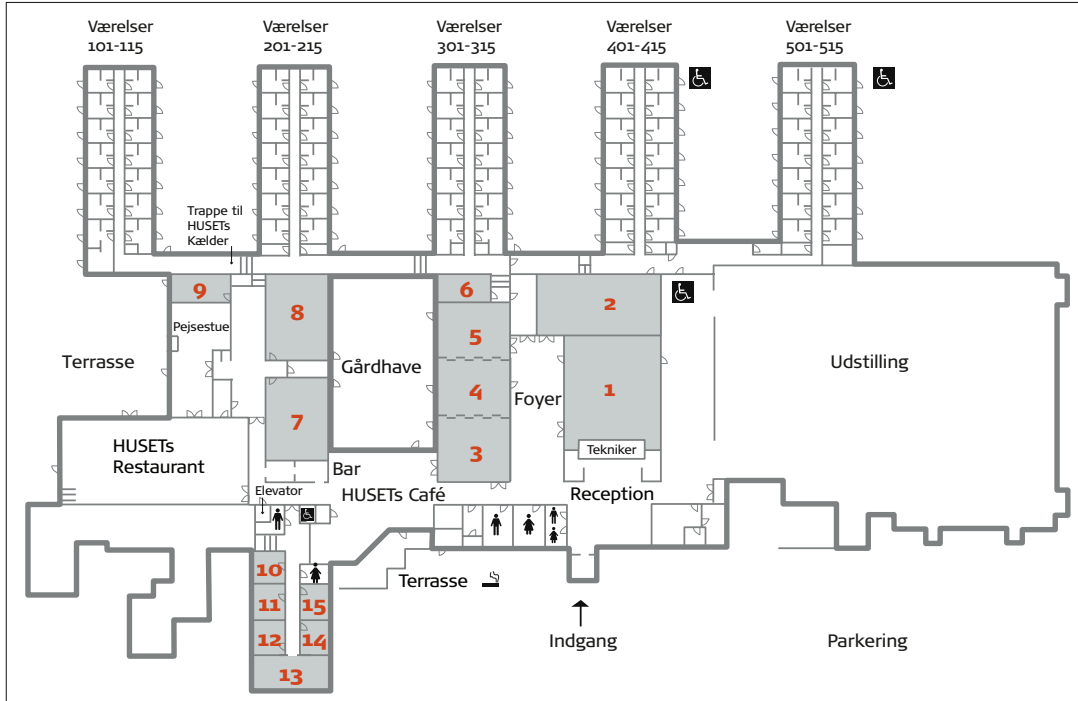 Værelser
101-115
Værelser
201-215
Værelser
301-315
Værelser
401-415
Værelser
501-515
Trappe til
HUSETs
Kælder
9
8
6
2
Pejsestue
5
Terrasse
Gårdhave
Udstilling
4
Foyer
1
7
HUSETs
Restaurant
3
Tekniker
Bar
Elevator
HUSETs Café
Reception
10
Terrasse
11
15
12
14
Indgang
Parkering
13